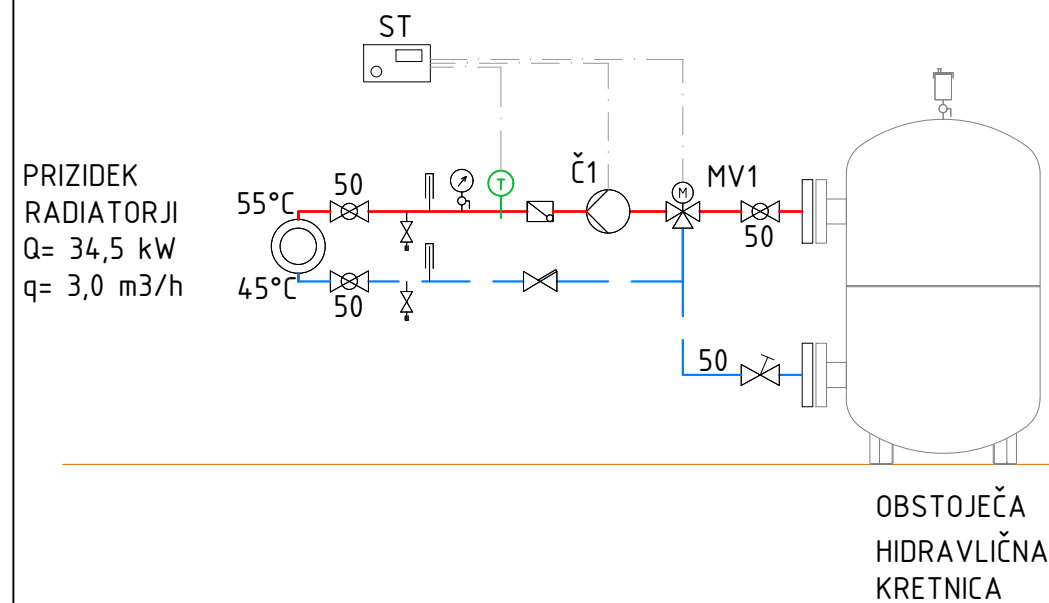 ST
PRIZIDEK
RADIATORJI
Q= 34,5 kW
q= 3,0 m3/h
55°C
50
T
Č1
M
MV1
50
45°C
50
50
OBSTOJEČA
HIDRAVLIČNA
KRETNICA